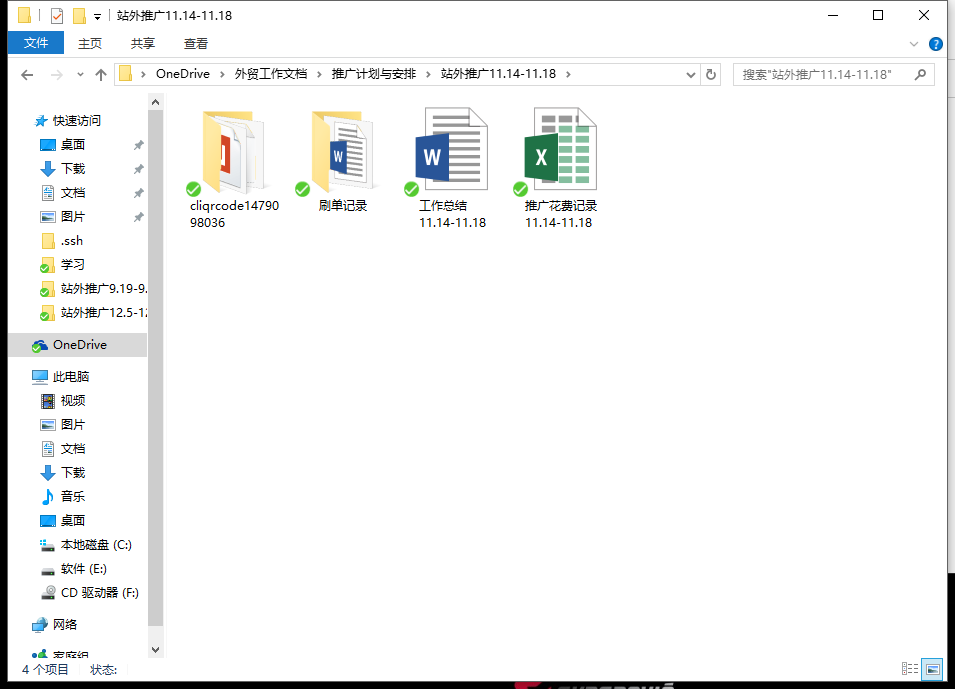 站外推广11.14-11.18
文件 主页 共享 查看
OneDrive 外贸工作文档 推广计划与安排 站外推广11.14-11.18
搜索"站外推广11.14-11.18"
快速访问
桌面
下载
文档
图片
.ssh
学习
站外推广9.19-9.
站外推广12.5-12
OneDrive
此电脑
视频
图片
文档
下载
音乐
桌面
本地磁盘 (C:)
软件 (E:)
CD 驱动器 (F:)
网络
家庭组
cliqrcode14790
98036
刷单记录
工作总结
11.14-11.18
推广花费记录
11.14-11.18
4 个项目 状态: